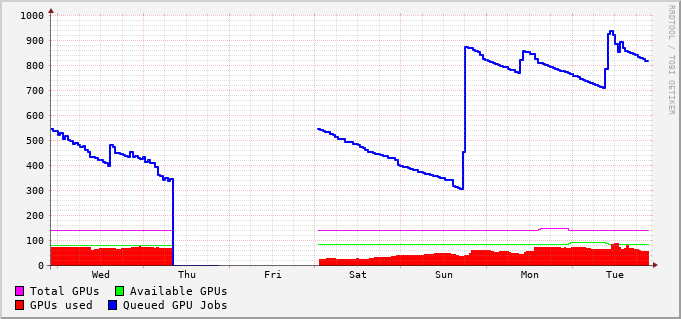 1000
900
800
700
600
500
400
300
200
100
0
Wed Thu Fri Sat Sun Mon Tue
Total GPUs Available GPUs
GPUs used Queued GPU Jobs
RRDTOOL / TOBI OETIKER